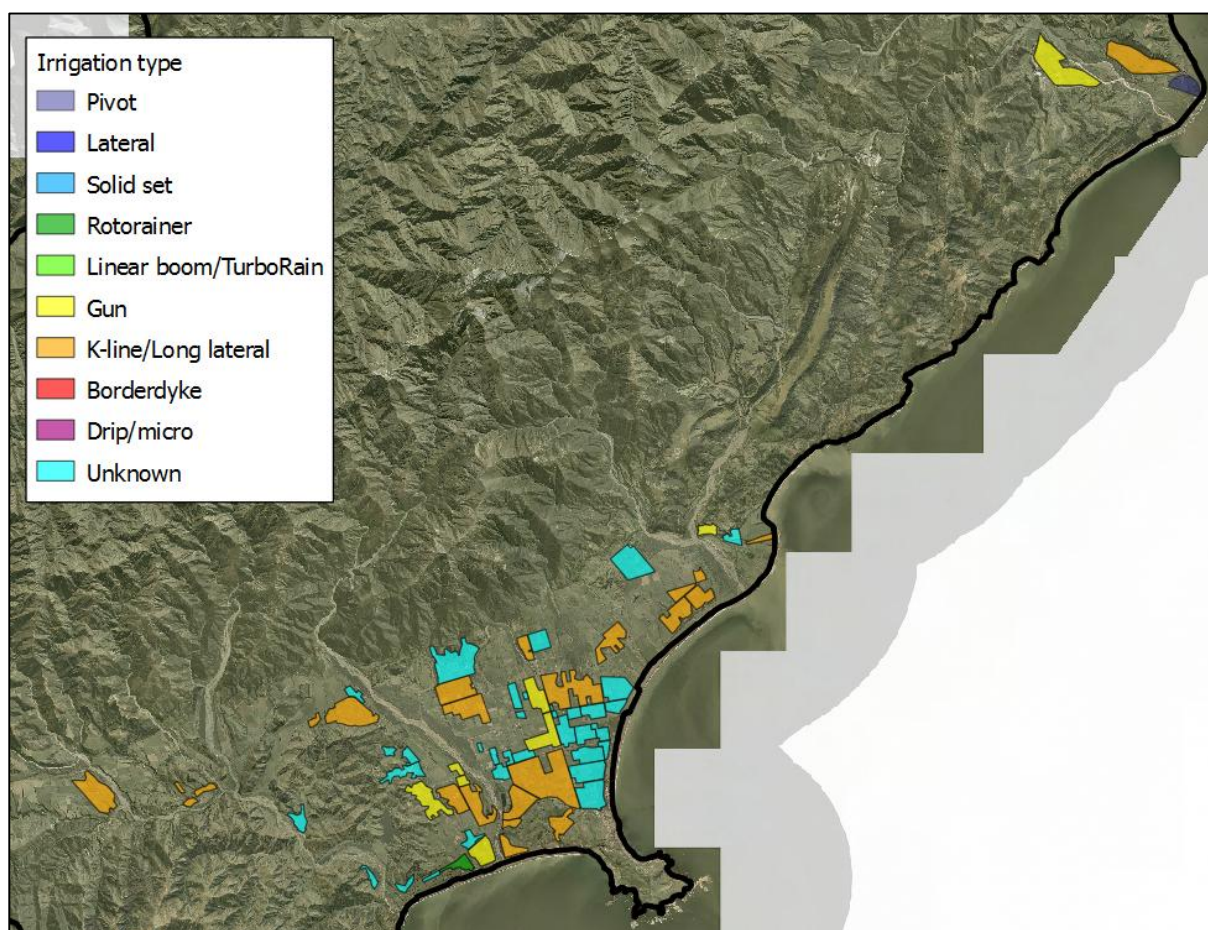 Irrigation type
Pivot
Lateral
Solid set
Rotorainer
Linear boom/TurboRain
Gun
K-line/Long lateral
Borderdyke
Drip/micro
Unknown